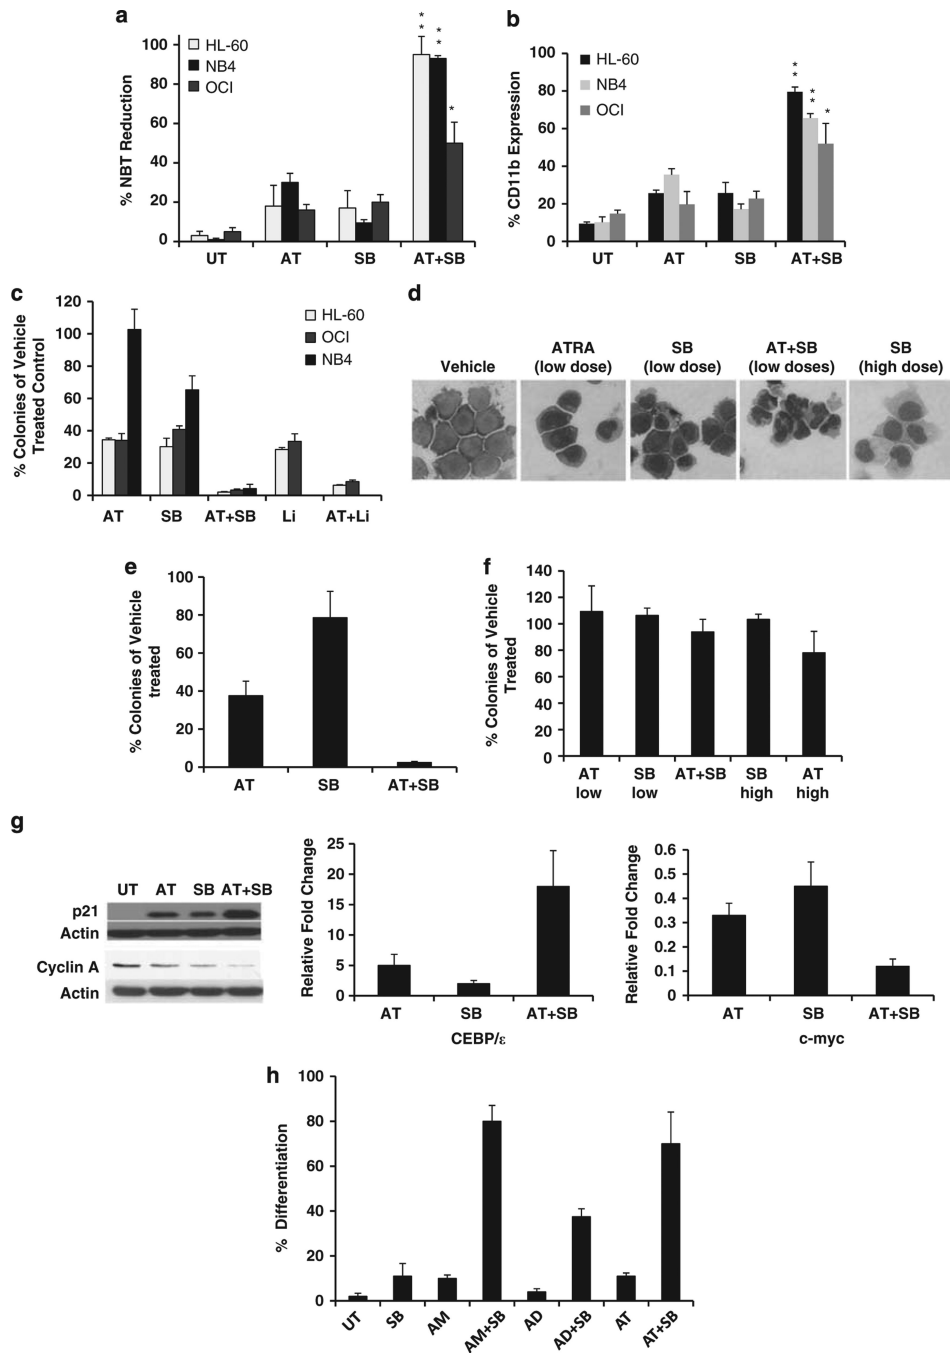 a
% NBT Reduction
100
80
60
40
20
0
HL-60
NB4
OCI
* *
* *
*
UT AT SB AT+SB
b
% CD11b Expression
100
80
60
40
20
0
HL-60
NB4
OCI
* *
* *
*
UT AT SB AT+SB
c
% Colonies of Vehicle
Treated Control
120
100
80
60
40
20
0
HL-60
OCI
NB4
AT SB AT+SB Li AT+Li
d
Vehicle
ATRA
(low dose)
SB
(low dose)
AT+SB
(low doses)
SB
(high dose)
e
% Colonies of Vehicle
treated
100
80
60
40
20
0
AT SB AT+SB
f
% Colonies of Vehicle
Treated
140
120
100
80
60
40
20
0
AT
low
SB
low
AT+SB
SB
high
AT
high
g
UT AT SB AT+SB
p21
Actin
Cyclin A
Actin
Relative Fold Change
25
20
15
10
5
0
AT SB AT+SB
CEBP/ε
Relative Fold Change
0.6
0.5
0.4
0.3
0.2
0.1
0
AT SB AT+SB
c-myc
h
% Differentiation
100
80
60
40
20
0
UT SB AM AM+SB AD AD+SB AT AT+SB